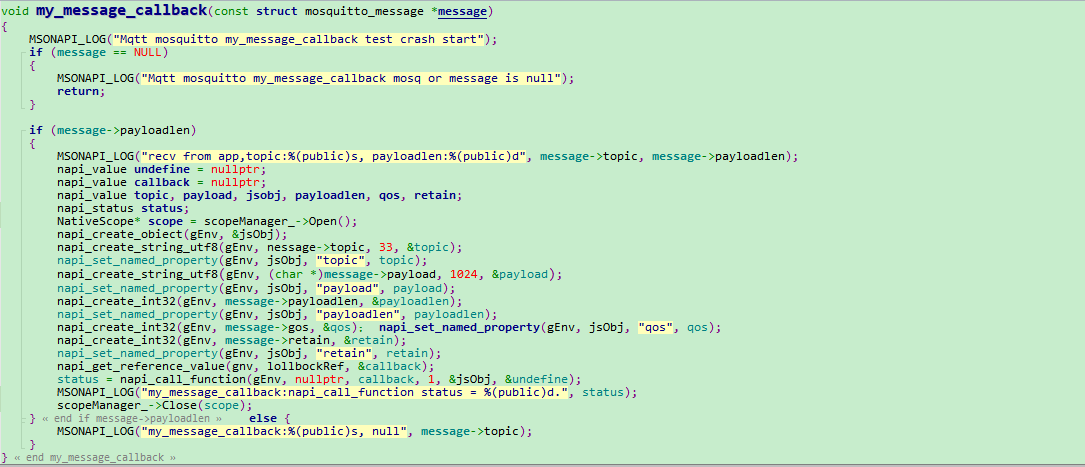 void my_message_callback(const struct mosquitto_message *message)
{
MSONAPI_LOG("Mqtt mosquitto my_message_callback test crash start");
if (message == NULL)
{
MSONAPI_LOG("Mqtt mosquitto my_message_callback mosq or message is null");
return;
}
if (message->payloadlen)
{
MSONAPI_LOG("recv from app,topic:%(public)s, payloadlen:%(public)d", message->topic, message->payloadlen);
napi_value undefine = nullptr;
napi_value callback = nullptr;
napi_value topic, payload, jsobj, payloadlen, qos, retain;
napi_status status;
NativeScope* scope = scopeManager_->Open();
napi_create_obiect(gEnv, &jsObj);
napi_create_string_utf8(gEnv, nessage->topic, 33, &topic);
napi_set_named_property(gEnv, jsObj, "topic", topic);
napi_create_string_utf8(gEnv, (char *)message->payload, 1024, &payload);
napi_set_named_property(gEnv, jsObj, "payload", payload);
napi_create_int32(gEnv, message->payloadlen, &payloadlen);
napi_set_named_property(gEnv, jsObj, "payloadlen", payloadlen);
napi_create_int32(gEnv, message->gos, &qos); napi_set_named_property(gEnv, jsObj, "qos", qos);
napi_create_int32(gEnv, message->retain, &retain);
napi_set_named_property(gEnv, jsObj, "retain", retain);
napi_get_reference_value(gnv, lollbockRef, &callback);
status = napi_call_function(gEnv, nullptr, callback, 1, &jsObj, &undefine);
MSONAPI_LOG("my_message_callback:napi_call_function status = %(public)d.", status);
scopeManager_->Close(scope);
} « end if message->payloadlen » else {
MSONAPI_LOG("my_message_callback:%(public)s, null", message->topic);
}
} « end my_message_callback »